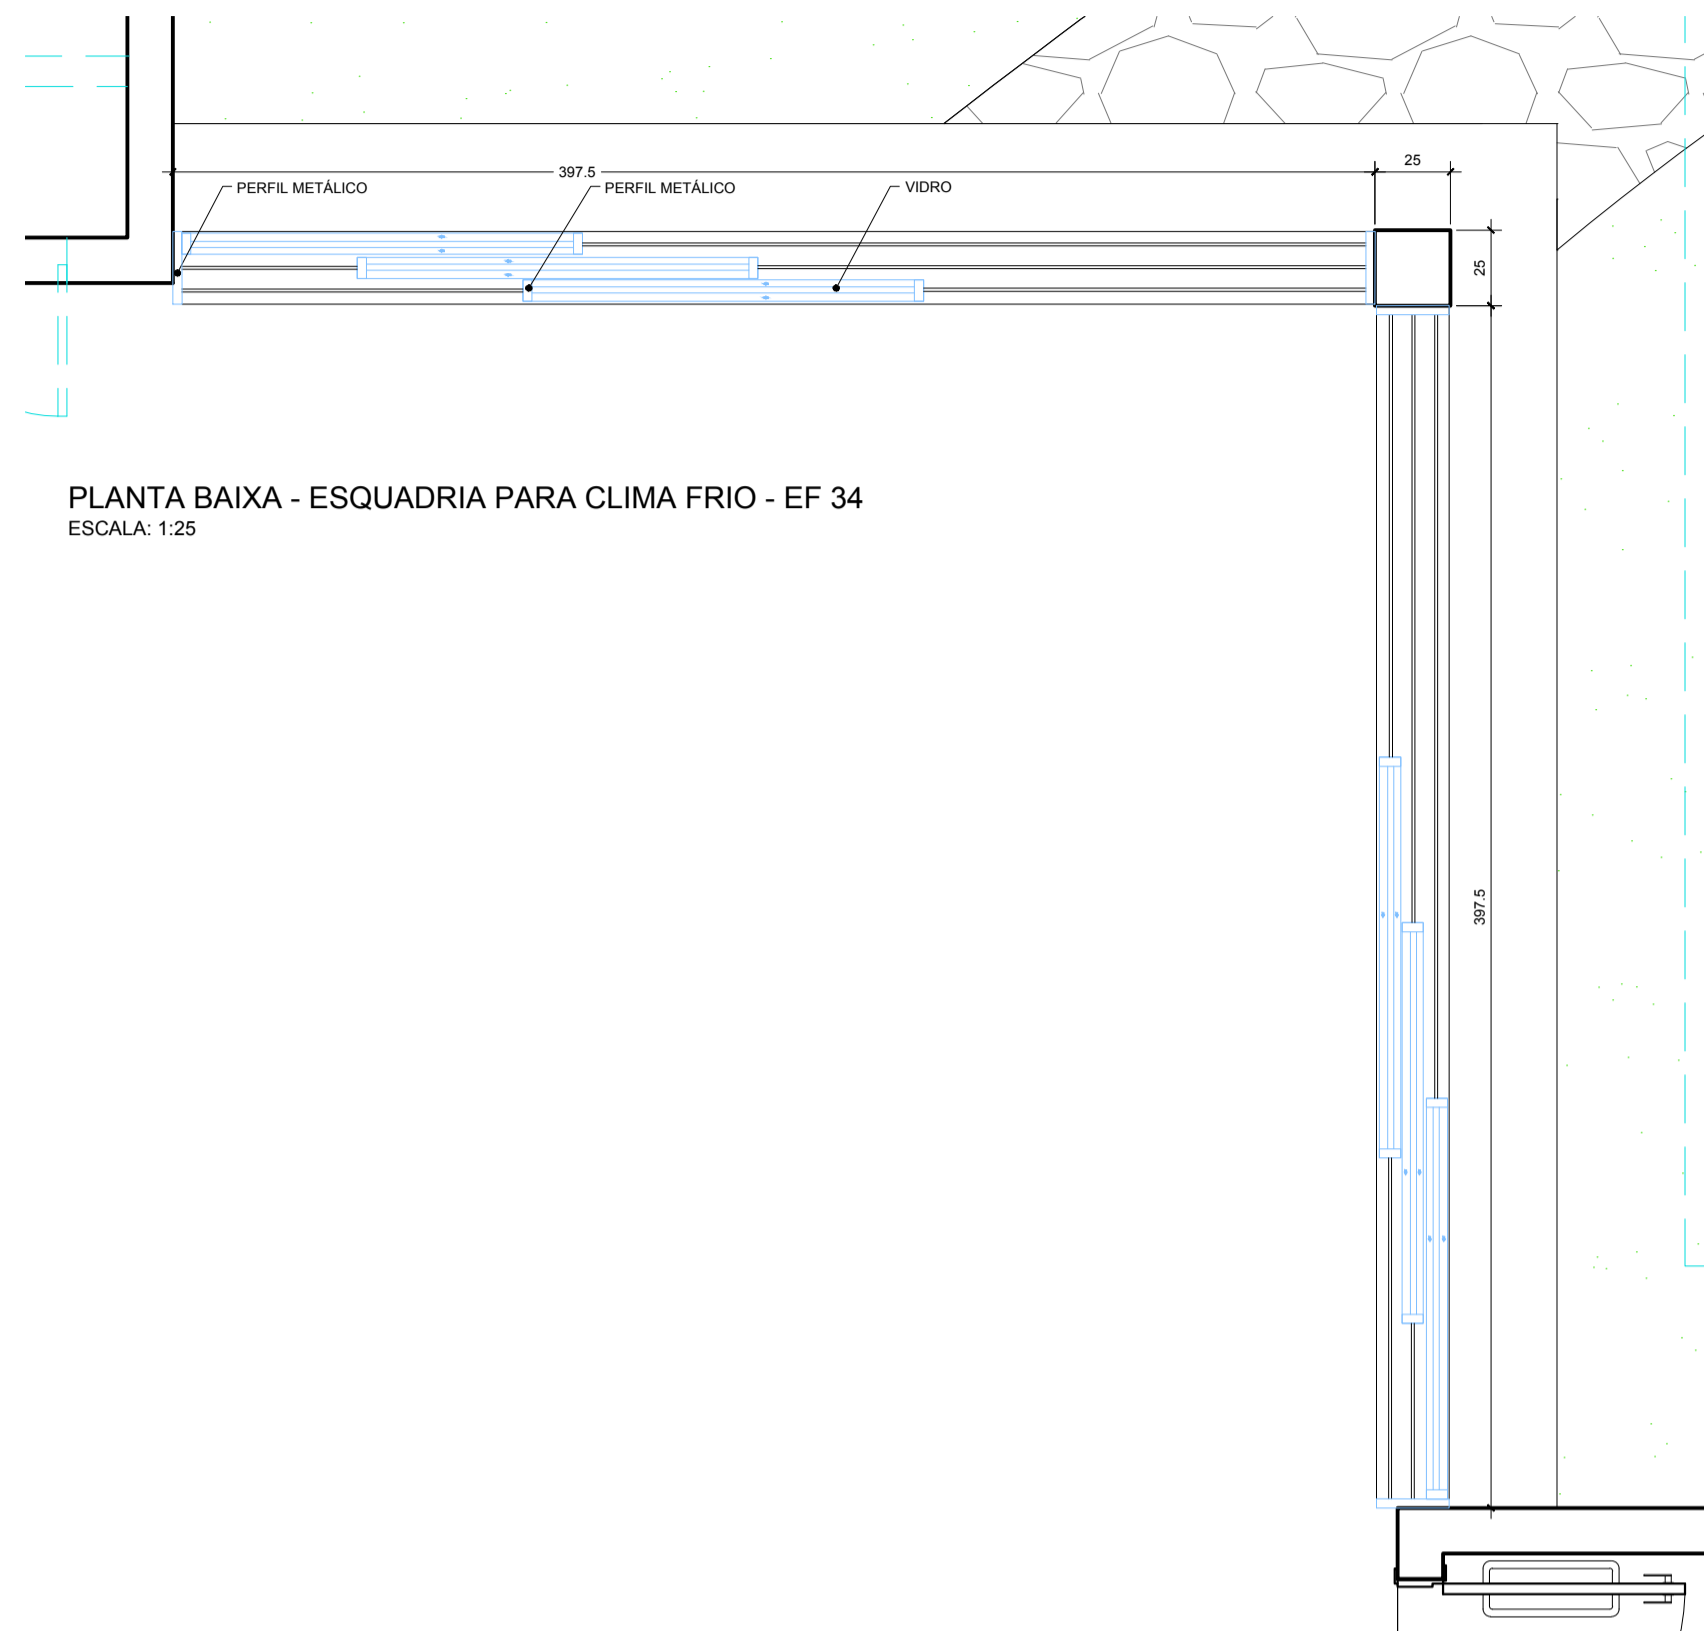 25
397.5
PERFIL METÁLICO
PERFIL METÁLICO
VIDRO
25
PLANTA BAIXA - ESQUADRIA PARA CLIMA FRIO - EF 34
ESCALA: 1:25
397.5